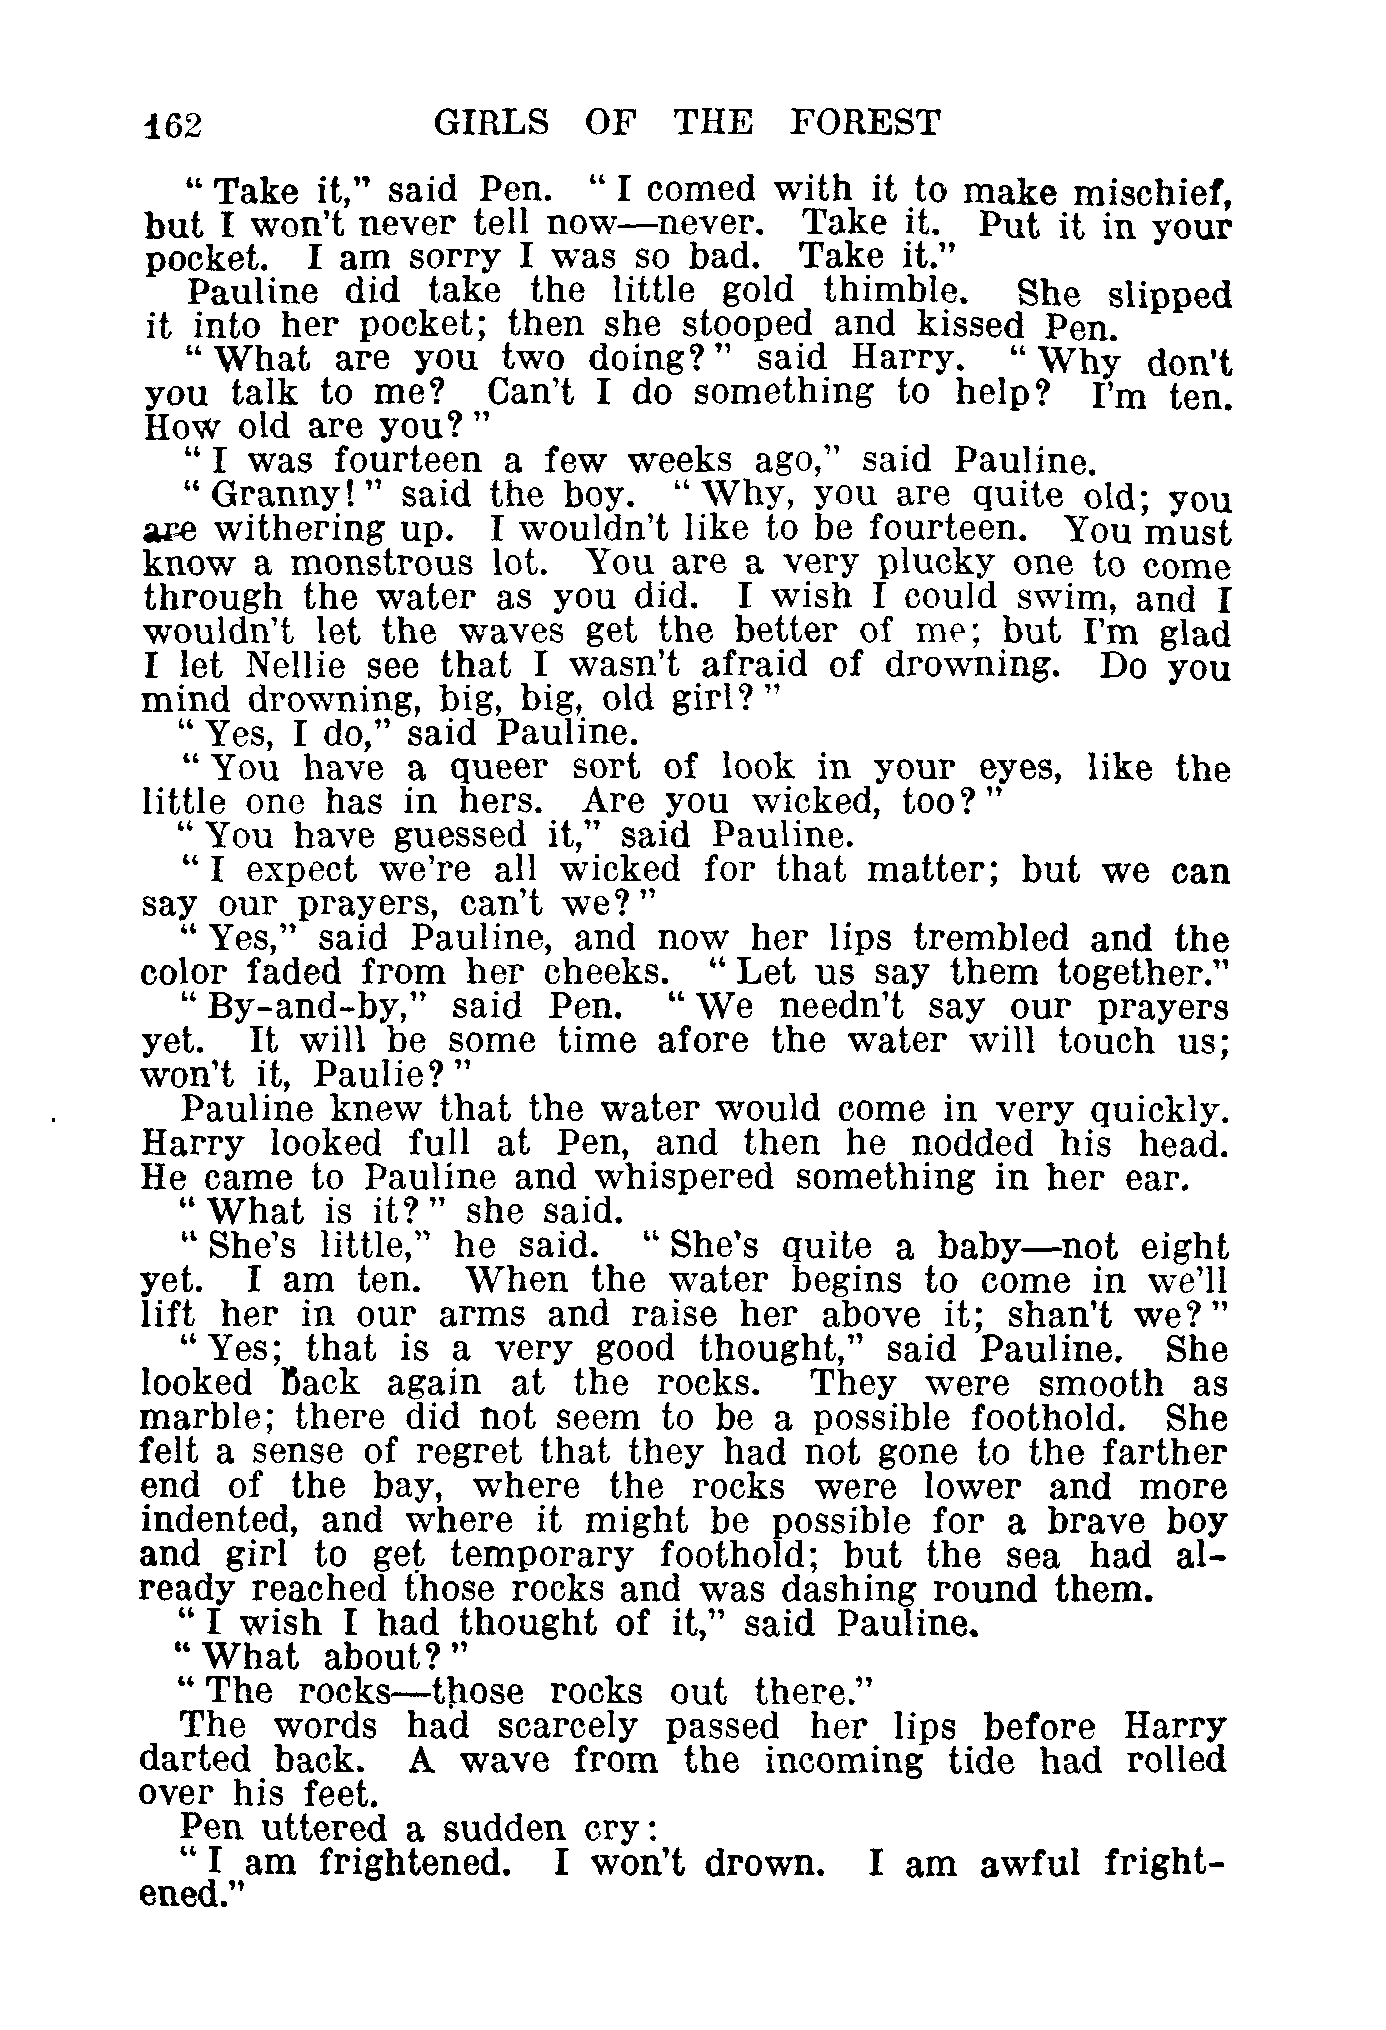 162 GIRLS OF THE FOREST
" Take it," said Pen. " I comed with it to make mischief,
but I won't never tell now—never. Take it. Put it in your
pocket. I am sorry I was so bad. Take it."
Pauline did take the little gold thimble. She slipped
it into her pocket; then she stooped and kissed Pen.
" What are you two doing? " said Harry. " Why don't
you talk to me? Can't I do something to help? I'm ten.
How old are you? "
" I was fourteen a few weeks ago," said Pauline.
" Granny! " said the boy. " Why, you are quite old; you
are withering up. I wouldn't like to be fourteen. You must
know a monstrous lot. You are a very plucky one to come
through the water as you did. I wish I could swim, and I
wouldn't let the waves get the better of me; but I'm glad
I let Nellie see that I wasn't afraid of drowning. Do you
mind drowning, big, big, old girl? "
" Yes, I do," said Pauline.
" You have a queer sort of look in your eyes, like the
little one has in hers. Are you wicked, too? "
" You have guessed it," said Pauline.
" I expect we're all wicked for that matter; but we can
say our prayers, can't we? "
" Yes," said Pauline, and now her lips trembled and the
color faded from her cheeks. " Let us say them together."
" By-and-by," said Pen. " We needn't say our prayers
yet. It will be some time afore the water will touch us;
won't it, Paulie? "
Pauline knew that the water would come in very quickly.
Harry looked full at Pen, and then he nodded his head.
He came to Pauline and whispered something in her ear.
" What is it? " she said.
" She's little," he said. " She's quite a baby—not eight
yet. I am ten. When the water begins to come in we'll
lift her in our arms and raise her above it; shan't we? "
" Yes; that is a very good thought," said Pauline. She
looked back again at the rocks. They were smooth as
marble; there did not seem to be a possible foothold. She
felt a sense of regret that they had not gone to the farther
end of the bay, where the rocks were lower and more
indented, and where it might be possible for a brave boy
and girl to get temporary foothold; but the sea had al-
ready reached those rocks and was dashing round them.
" I wish I had thought of it," said Pauline.
" What about? "
" The rocks—those rocks out there."
The words had scarcely passed her lips before Harry
darted back. A wave from the incoming tide had rolled
over his feet.
Pen uttered a sudden cry:
" I am frightened. I won't drown. I am awful fright-
ened."